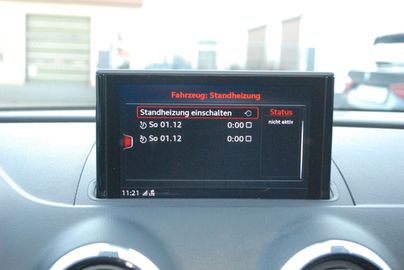 Fahrzeug: Standheizung
Standheizung einschalten
Status
nicht aktiv
So 01.12 0:00
So 01.12 0:00
11:21